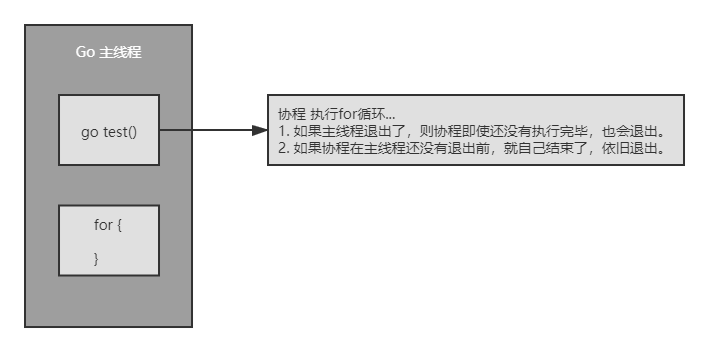 Go 主线程
go test()
协程 执行for循环...
1. 如果主线程退出了，则协程即使还没有执行完毕，也会退出。
2. 如果协程在主线程还没有退出前，就自己结束了，依旧退出。
for {
}